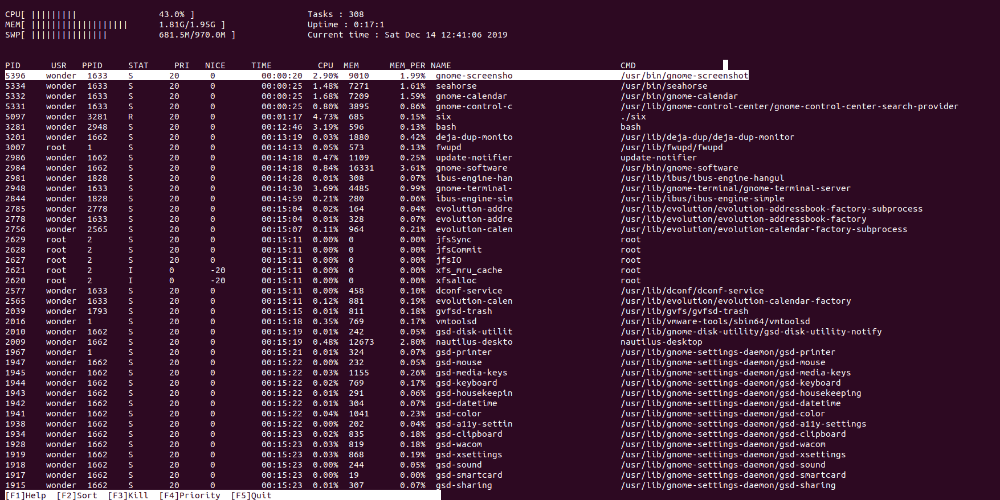 CPU[ ||||||||| 43.0% ] Tasks : 308
MEM[ ||||||||||||||||||| 1.81G/1.95G ] Uptime : 0:17:1
SWP[ ||||||||||||||| 681.5M/970.0M ] Current time : Sat Dec 14 12:41:06 2019
PID USR PPID STAT PRI NICE TIME CPU MEM MEM_PER NAME CMD
5396 wonder 1633 S 20 0 00:00:20 2.90% 9010 1.99% gnome-screensho /usr/bin/gnome-screenshot
5334 wonder 1633 S 20 0 00:00:25 1.48% 7271 1.61% seahorse /usr/bin/seahorse
5332 wonder 1633 S 20 0 00:00:25 1.68% 7209 1.59% gnome-calendar /usr/bin/gnome-calendar
5331 wonder 1633 S 20 0 00:00:25 0.80% 3895 0.86% gnome-control-c /usr/lib/gnome-control-center/gnome-control-center-search-provider
5097 wonder 3281 R 20 0 00:01:17 4.73% 685 0.15% six ./six
3281 wonder 2948 S 20 0 00:12:46 3.19% 596 0.13% bash bash
3201 wonder 1662 S 20 0 00:13:19 0.03% 1880 0.42% deja-dup-monito /usr/lib/deja-dup/deja-dup-monitor
3007 root 1 S 20 0 00:14:13 0.05% 573 0.13% fwupd /usr/lib/fwupd/fwupd
2986 wonder 1662 S 20 0 00:14:18 0.47% 1109 0.25% update-notifier update-notifier
2984 wonder 1662 S 20 0 00:14:18 0.84% 16331 3.61% gnome-software /usr/bin/gnome-software
2981 wonder 1828 S 20 0 00:14:28 0.01% 308 0.07% ibus-engine-han /usr/lib/ibus/ibus-engine-hangul
2948 wonder 1633 S 20 0 00:14:30 3.69% 4485 0.99% gnome-terminal- /usr/lib/gnome-terminal/gnome-terminal-server
2844 wonder 1828 S 20 0 00:14:59 0.21% 280 0.06% ibus-engine-sim /usr/lib/ibus/ibus-engine-simple
2785 wonder 2778 S 20 0 00:15:04 0.02% 164 0.04% evolution-addre /usr/lib/evolution/evolution-addressbook-factory-subprocess
2778 wonder 1633 S 20 0 00:15:04 0.01% 328 0.07% evolution-addre /usr/lib/evolution/evolution-addressbook-factory
2756 wonder 2565 S 20 0 00:15:07 0.11% 964 0.21% evolution-calen /usr/lib/evolution/evolution-calendar-factory-subprocess
2629 root 2 S 20 0 00:15:11 0.00% 0 0.00% jfsSync root
2628 root 2 S 20 0 00:15:11 0.00% 0 0.00% jfsCommit root
2627 root 2 S 20 0 00:15:11 0.00% 0 0.00% jfsIO root
2621 root 2 I 0 -20 00:15:11 0.00% 0 0.00% xfs_mru_cache root
2620 root 2 I 0 -20 00:15:11 0.00% 0 0.00% xfsalloc root
2577 wonder 1633 S 20 0 00:15:11 0.00% 458 0.10% dconf-service /usr/lib/dconf/dconf-service
2565 wonder 1633 S 20 0 00:15:11 0.12% 881 0.19% evolution-calen /usr/lib/evolution/evolution-calendar-factory
2039 wonder 1793 S 20 0 00:15:15 0.01% 811 0.18% gvfsd-trash /usr/lib/gvfs/gvfsd-trash
2016 wonder 1 S 20 0 00:15:18 0.35% 769 0.17% vmtoolsd /usr/lib/vmware-tools/sbin64/vmtoolsd
2010 wonder 1662 S 20 0 00:15:19 0.01% 242 0.05% gsd-disk-utilit /usr/lib/gnome-disk-utility/gsd-disk-utility-notify
2009 wonder 1662 S 20 0 00:15:19 0.48% 12673 2.80% nautilus-deskto nautilus-desktop
1967 wonder 1 S 20 0 00:15:21 0.01% 324 0.07% gsd-printer /usr/lib/gnome-settings-daemon/gsd-printer
1947 wonder 1662 S 20 0 00:15:22 0.00% 232 0.05% gsd-mouse /usr/lib/gnome-settings-daemon/gsd-mouse
1945 wonder 1662 S 20 0 00:15:22 0.03% 1155 0.26% gsd-media-keys /usr/lib/gnome-settings-daemon/gsd-media-keys
1944 wonder 1662 S 20 0 00:15:22 0.02% 769 0.17% gsd-keyboard /usr/lib/gnome-settings-daemon/gsd-keyboard
1943 wonder 1662 S 20 0 00:15:22 0.01% 291 0.06% gsd-housekeepin /usr/lib/gnome-settings-daemon/gsd-housekeeping
1942 wonder 1662 S 20 0 00:15:22 0.01% 304 0.07% gsd-datetime /usr/lib/gnome-settings-daemon/gsd-datetime
1941 wonder 1662 S 20 0 00:15:22 0.04% 1041 0.23% gsd-color /usr/lib/gnome-settings-daemon/gsd-color
1938 wonder 1662 S 20 0 00:15:22 0.00% 202 0.04% gsd-a11y-settin /usr/lib/gnome-settings-daemon/gsd-a11y-settings
1934 wonder 1662 S 20 0 00:15:23 0.02% 835 0.18% gsd-clipboard /usr/lib/gnome-settings-daemon/gsd-clipboard
1928 wonder 1662 S 20 0 00:15:23 0.03% 819 0.18% gsd-wacom /usr/lib/gnome-settings-daemon/gsd-wacom
1919 wonder 1662 S 20 0 00:15:23 0.03% 868 0.19% gsd-xsettings /usr/lib/gnome-settings-daemon/gsd-xsettings
1918 wonder 1662 S 20 0 00:15:23 0.00% 244 0.05% gsd-sound /usr/lib/gnome-settings-daemon/gsd-sound
1917 wonder 1662 S 20 0 00:15:23 0.00% 19 0.00% gsd-smartcard /usr/lib/gnome-settings-daemon/gsd-smartcard
1915 wonder 1662 S 20 0 00:15:23 0.01% 307 0.07% gsd-sharing /usr/lib/gnome-settings-daemon/gsd-sharing
[F1]Help [F2]Sort [F3]Kill [F4]Priority [F5]Quit